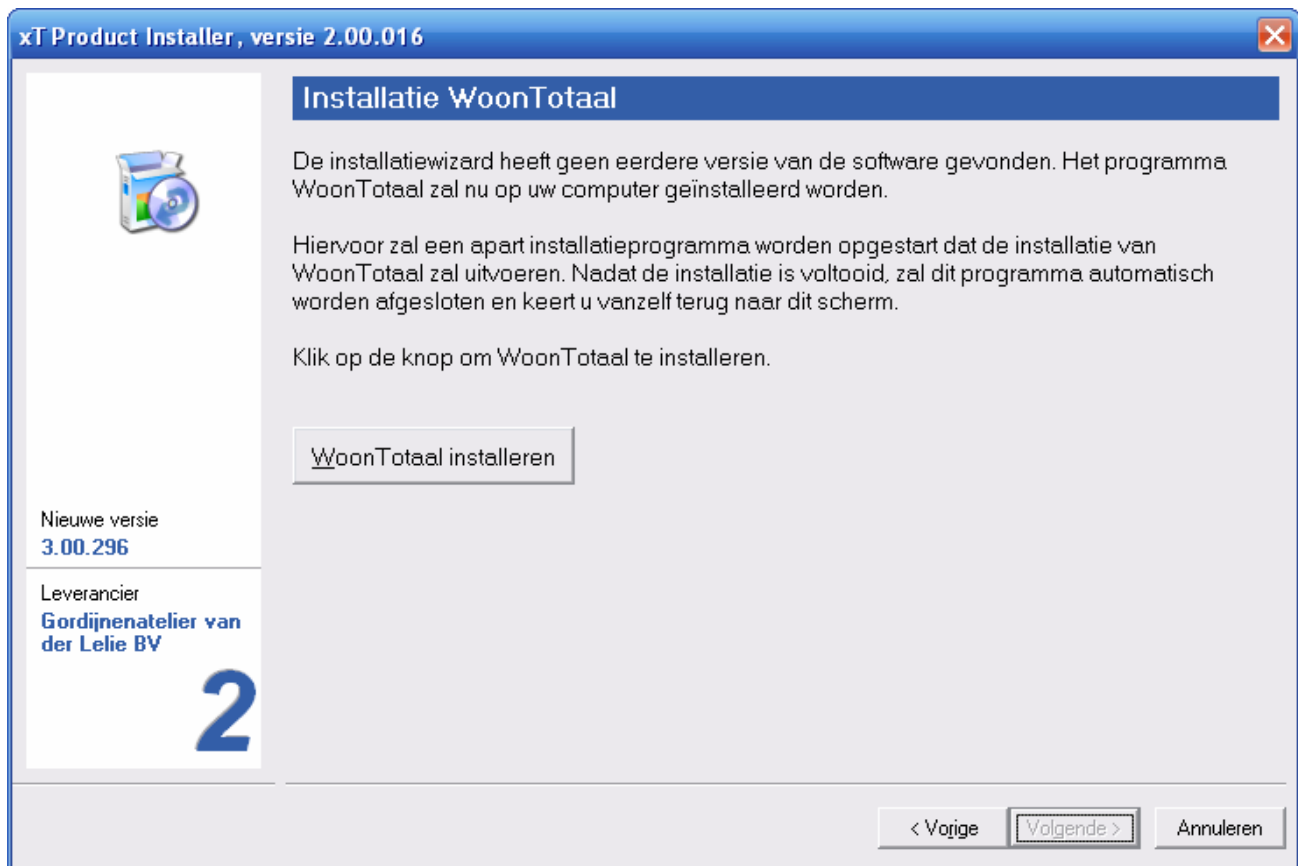 xT Product Installer, versie 2.00.016
Installatie WoonTotaal
De installatiewizard heeft geen eerdere versie van de software gevonden. Het programma
WoonTotaal zal nu op uw computer geïnstalleerd worden.
Hiervoor zal een apart installatieprogramma worden opgestart dat de installatie van
WoonTotaal zal uitvoeren. Nadat de installatie is voltooid, zal dit programma automatisch
worden afgesloten en keert u vanzelf terug naar dit scherm.
Klik op de knop om WoonTotaal te installeren.
WoonTotaal installeren
Nieuwe versie
3.00.296
Leverancier
Gordijnenatelier van
der Lelie BV
2
< Vorige
Volgende >
Annuleren